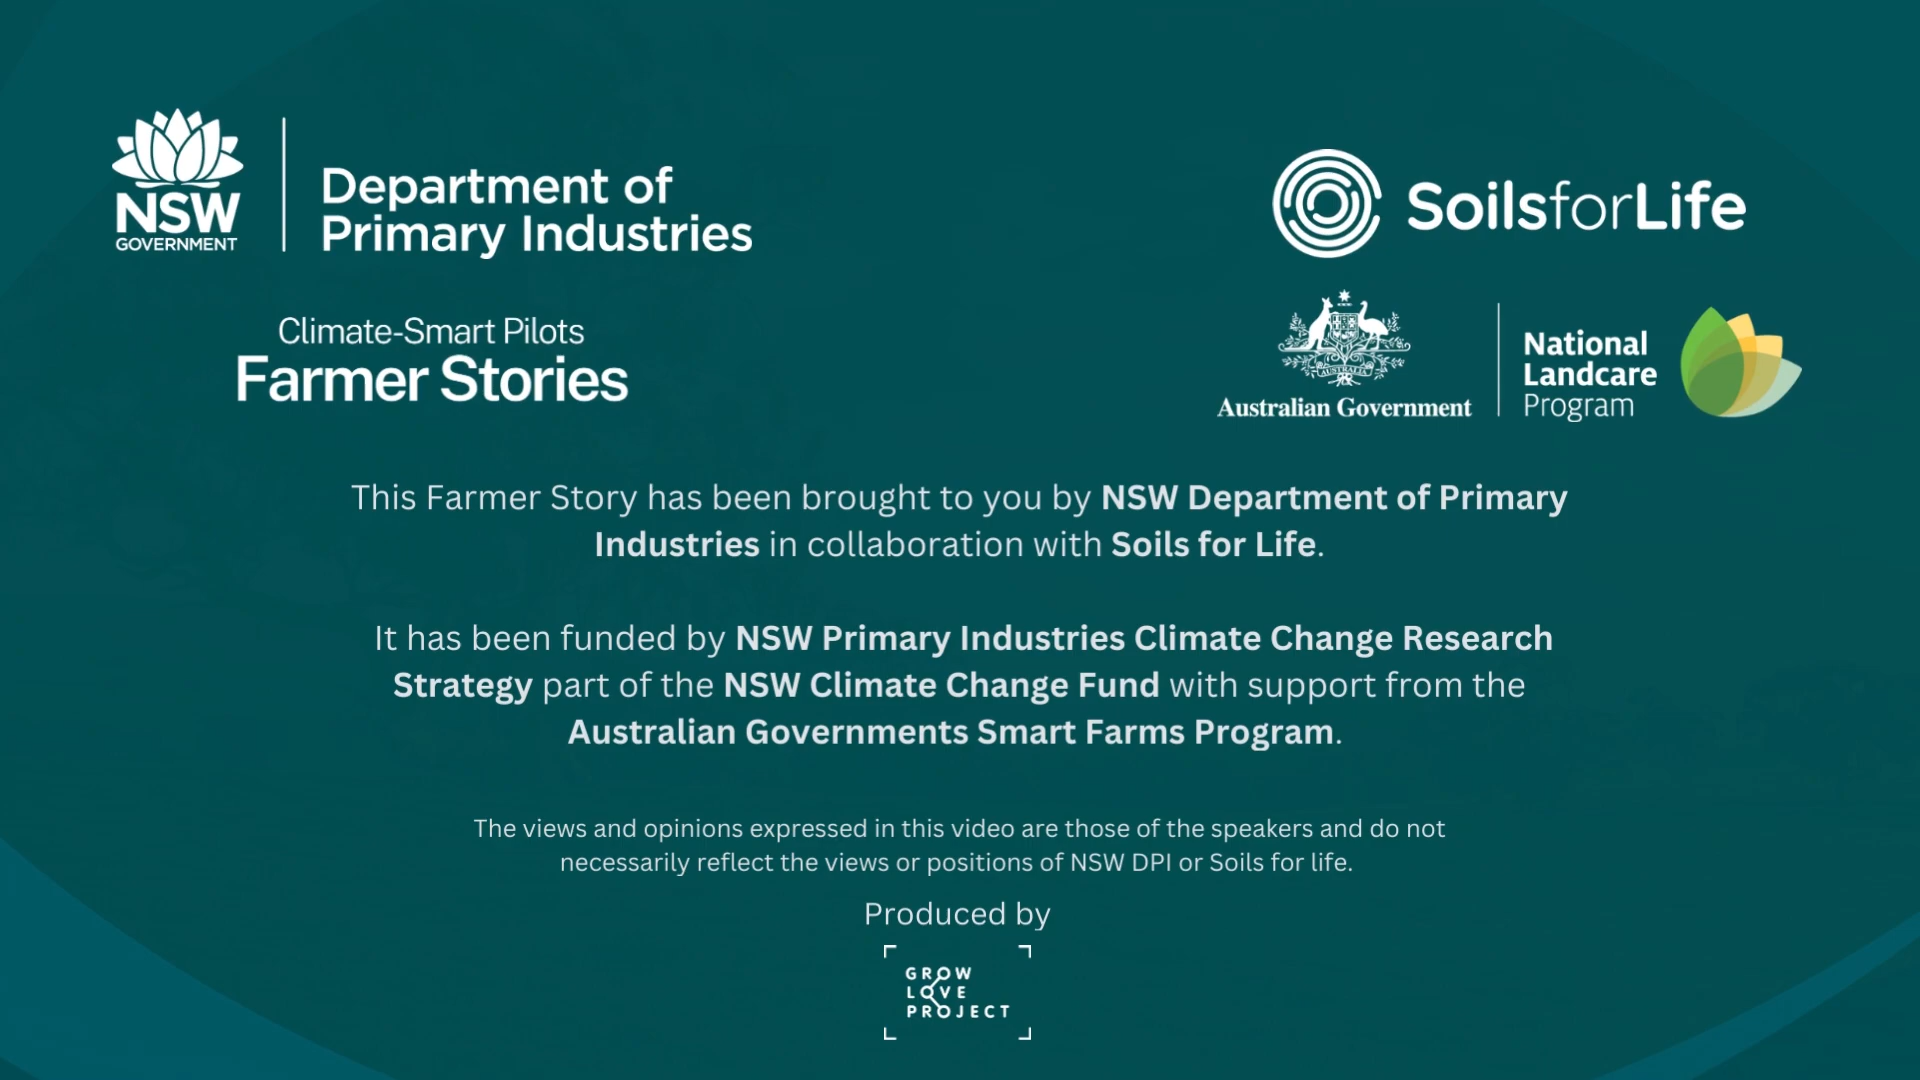 NSW
GOVERNMENT
Department of
Primary Industries
Climate-Smart Pilots
Farmer Stories
SoilsforLife
AUSTRALIA
Australian Government
National
Landcare
Program
This Farmer Story has been brought to you by NSW Department of Primary
Industries in collaboration with Soils for Life.
It has been funded by NSW Primary Industries Climate Change Research
Strategy part of the NSW Climate Change Fund with support from the
Australian Governments Smart Farms Program.
The views and opinions expressed in this video are those of the speakers and do not
necessarily reflect the views or positions of NSW DPI or Soils for life.
Produced by
GROW
LOVE
PROJECT